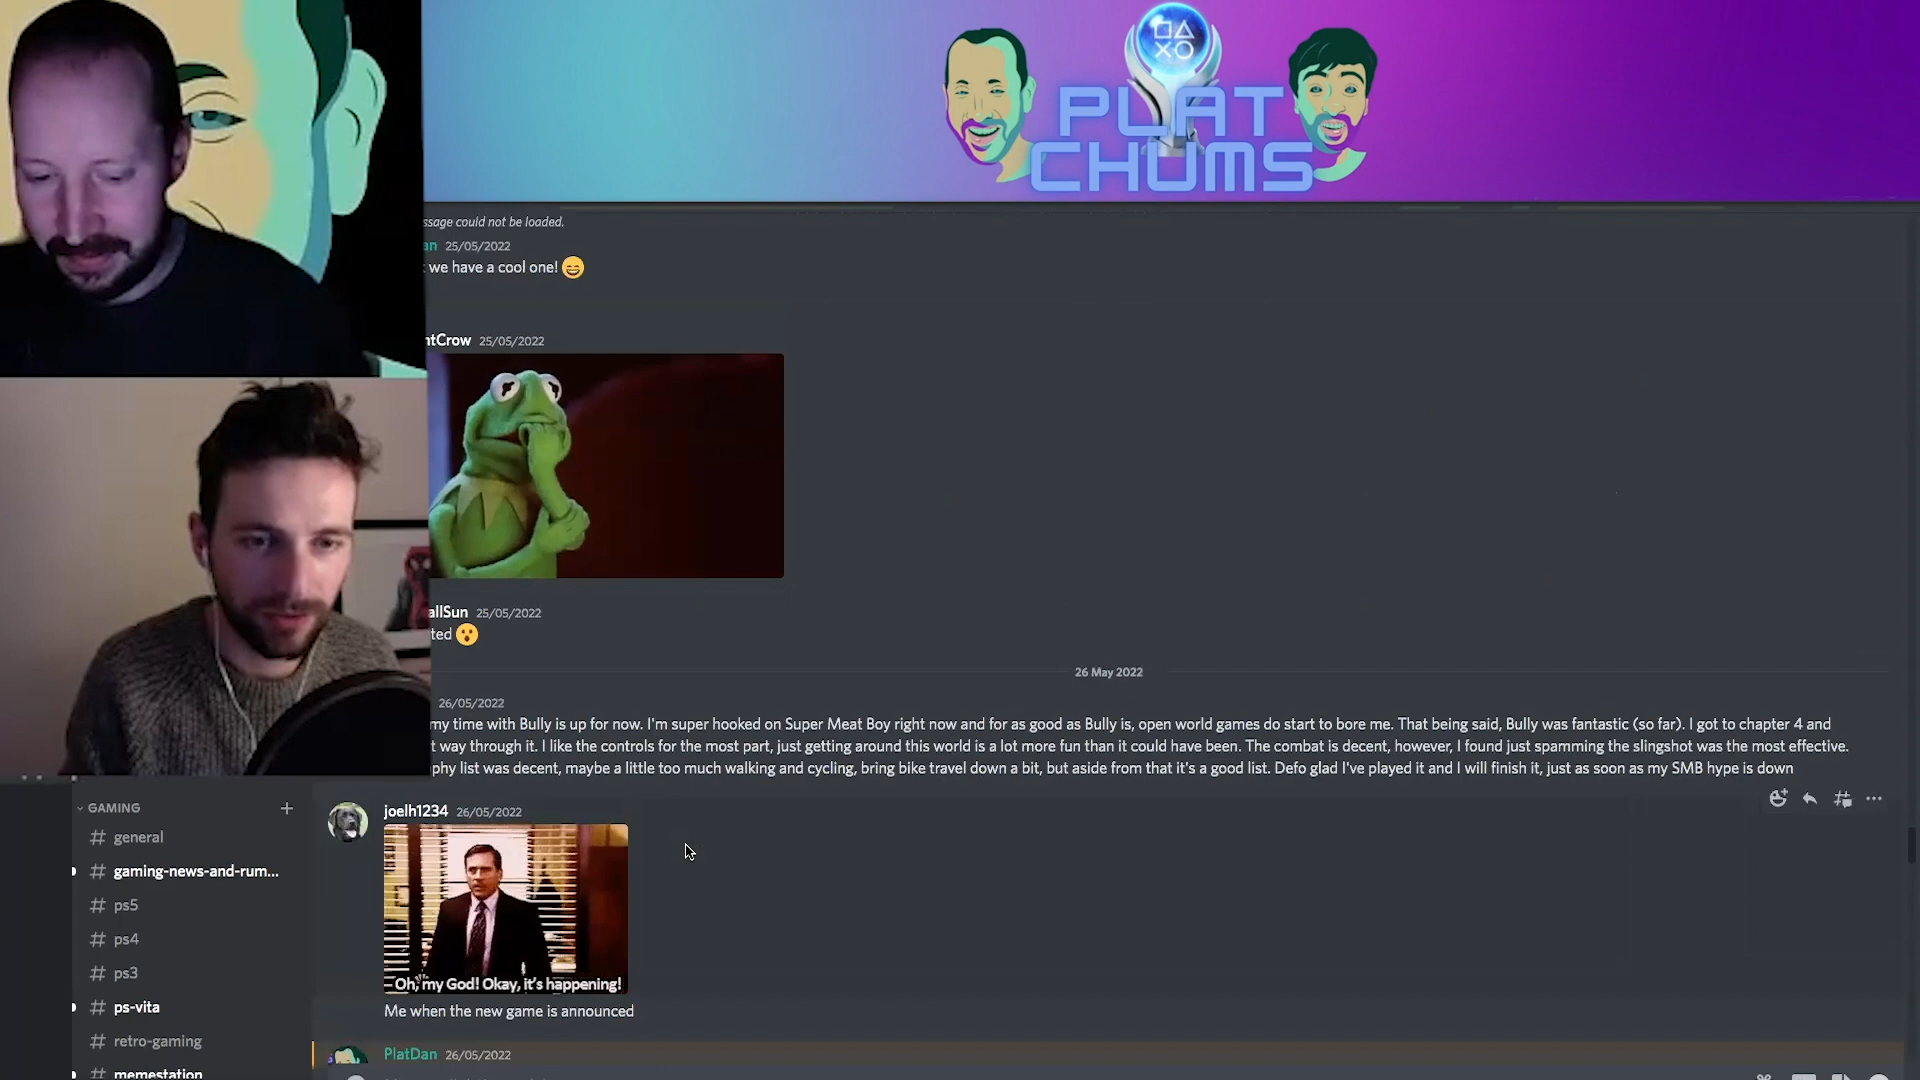 PLAT
CHUMS
ssage could not be loaded.
an 25/05/2022
we have a cool one!
ntCrow 25/05/2022
allSun 25/05/2022
ted
26 May 2022
26/05/2022
my time with Bully is up for now. I'm super hooked on Super Meat Boy right now and for as good as Bully is, open world games do start to bore me. That being said, Bully was fantastic (so far). I got to chapter 4 and
t way through it. I like the controls for the most part, just getting around this world is a lot more fun than it could have been. The combat is decent, however, I found just spamming the slingshot was the most effective.
phy list was decent, maybe a little too much walking and cycling, bring bike travel down a bit, but aside from that it's a good list. Defo glad I've played it and I will finish it, just as soon as my SMB hype is down
GAMING
# general
# gaming-news-and-rum...
# ps5
# ps4
# ps3
# ps-vita
# retro-gaming
# memestation
joelh1234 26/05/2022
- Oh, my God! Okay, it's happening!
Me when the new game is announced
PlatDan 26/05/2022